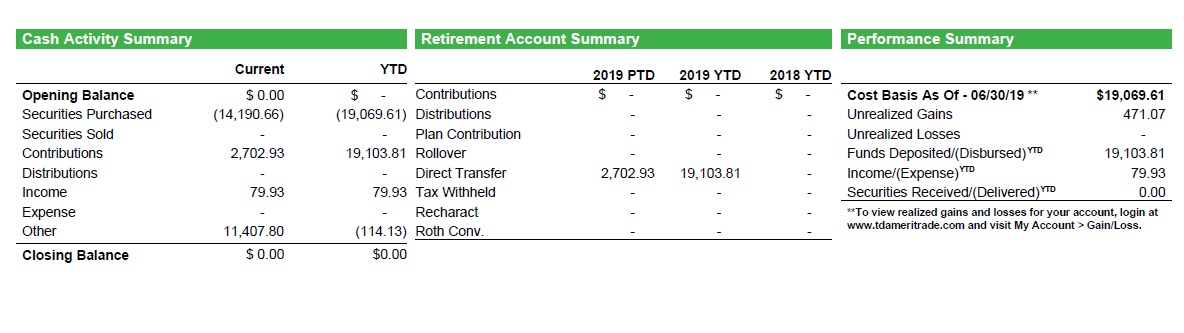 Cash Activity Summary
Current YTD
Opening Balance $ 0.00 $ -
Securities Purchased (14,190.66) (19,069.61)
Securities Sold - -
Contributions 2,702.93 19,103.81
Distributions - -
Income 79.93 79.93
Expense - -
Other 11,407.80 (114.13)
Closing Balance $ 0.00 $0.00
Retirement Account Summary
2019 PTD 2019 YTD 2018 YTD
Contributions $ - $ - $ -
Distributions - - -
Plan Contribution - - -
Rollover - - -
Direct Transfer 2,702.93 19,103.81 -
Tax Withheld - - -
Recharact - - -
Roth Conv. - - -
Performance Summary
Cost Basis As Of - 06/30/19 ** $19,069.61
Unrealized Gains 471.07
Unrealized Losses -
Funds Deposited/(Disbursed) YTD 19,103.81
Income/(Expense) YTD 79.93
Securities Received/(Delivered) YTD 0.00
**To view realized gains and losses for your account, login at
www.tdameritrade.com and visit My Account > Gain/Loss.